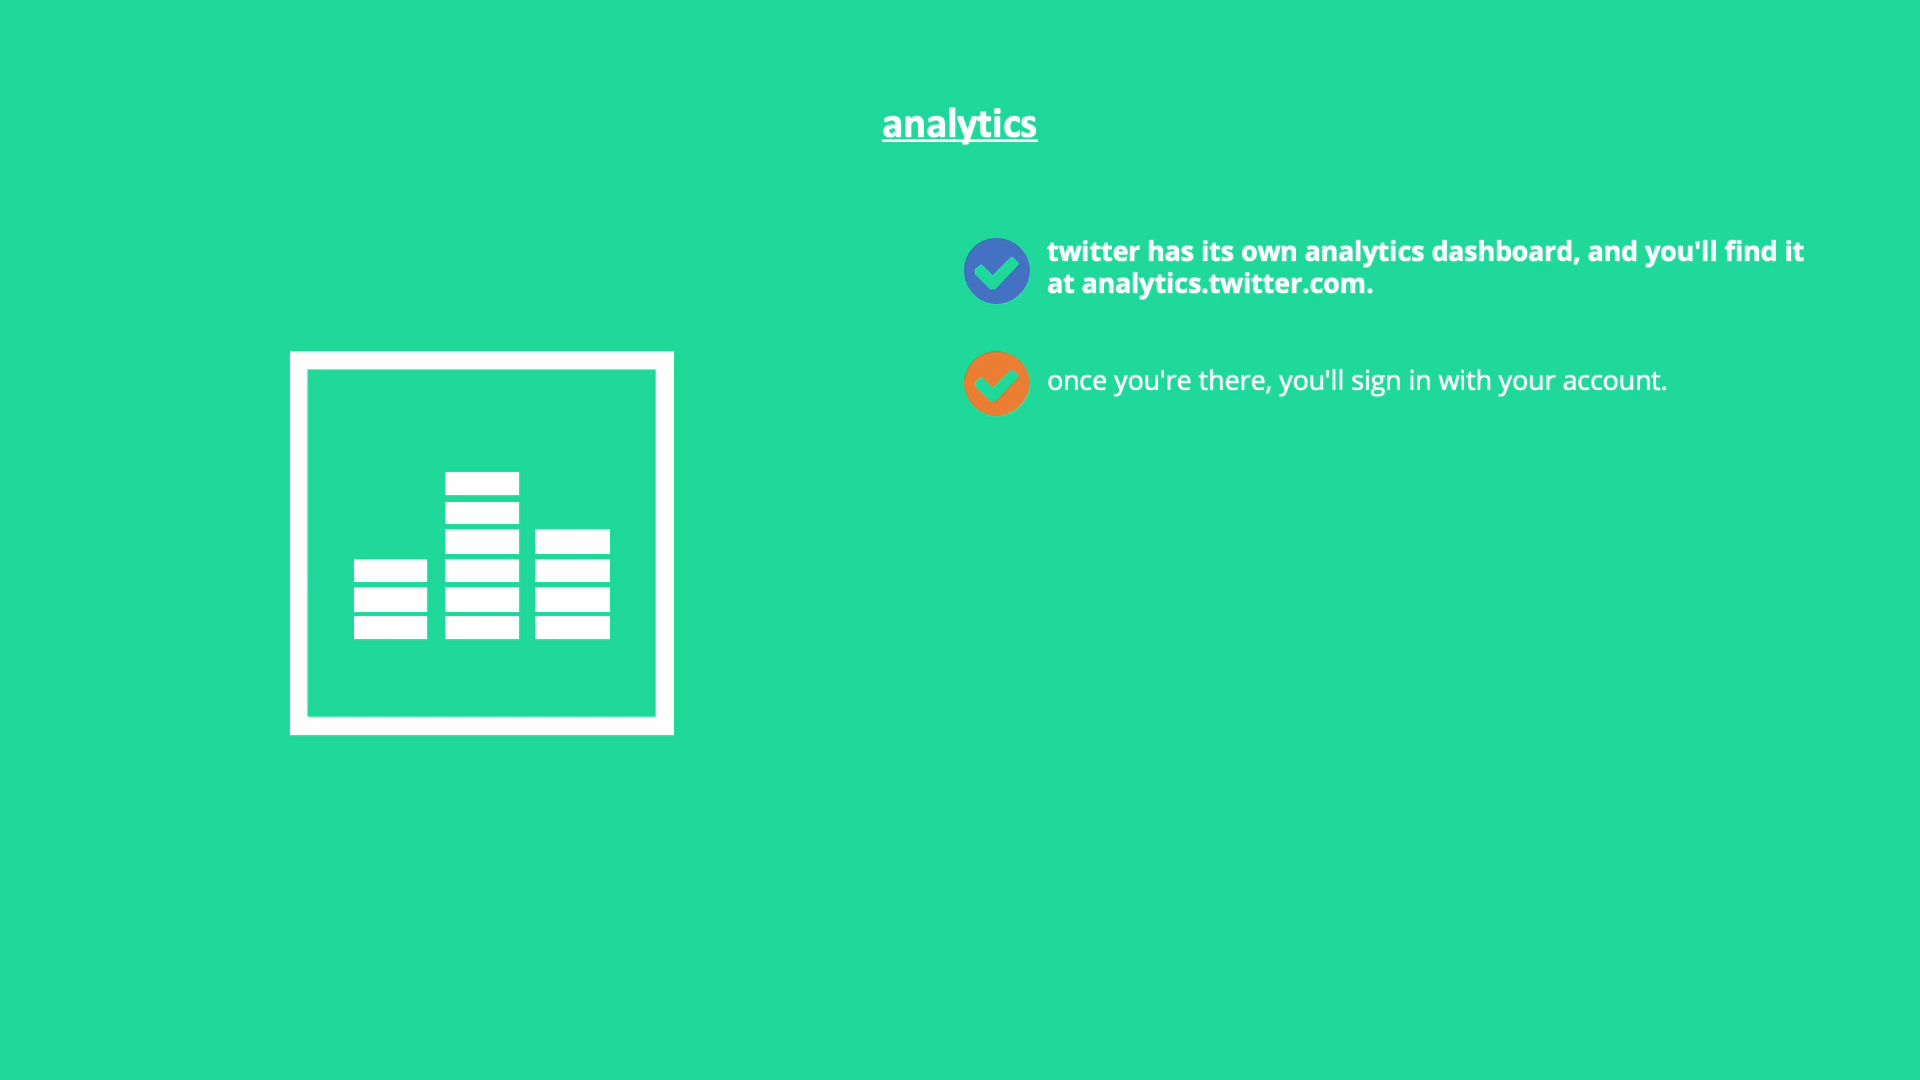 analytics
twitter has its own analytics dashboard, and you'll find it
at analytics.twitter.com.
once you're there, you'll sign in with your account.